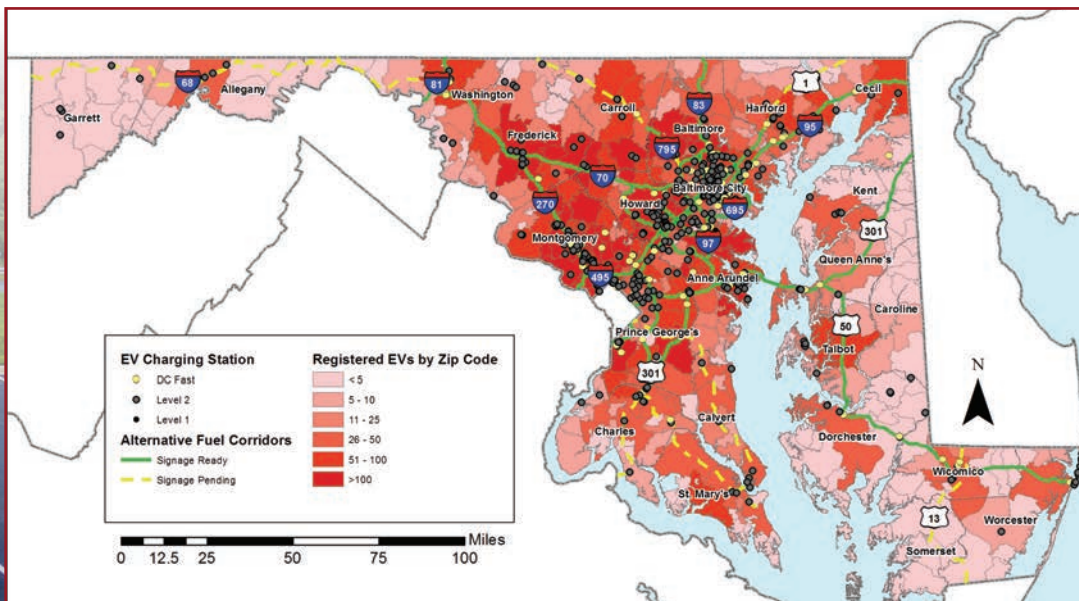 68
Garrett
Allegany
81
Washington
Frederick
Carroll
83
Baltimore
Harford
1
Cecil
95
795
70
Baltimore City
270
Howard
695
Montgomery
97
495
Anne Arundel
Kent
301
Queen Anne's
Caroline
50
Talbot
Prince George's
301
Charles
Calvert
St. Mary's
Dorchester
Wicomico
13
Worcester
Somerset
N
EV Charging Station
DC Fast
Level 2
Level 1
Alternative Fuel Corridors
Signage Ready
Signage Pending
Registered EVs by Zip Code
< 5
5 - 10
11 - 25
26 - 50
51 - 100
>100
Miles
0 12.5 25 50 75 100